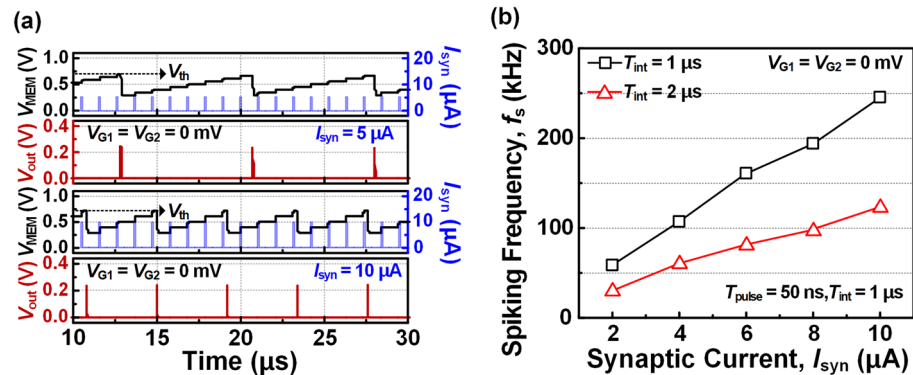 (a)
1.0
0.5
0.0
V_MEM (V)
V_th
20
10
0
I_syn (μA)
0.4
0.2
0.0
V_out (V)
V_G1 = V_G2 = 0 mV
I_syn = 5 μA
1.0
0.5
0.0
V_MEM (V)
V_th
20
10
0
I_syn (μA)
0.4
0.2
0.0
V_out (V)
V_G1 = V_G2 = 0 mV
I_syn = 10 μA
10 15 20 25 30
Time (μs)
(b)
300
200
100
0
Spiking Frequency, f_s (kHz)
T_int = 1 μs
T_int = 2 μs
V_G1 = V_G2 = 0 mV
T_pulse = 50 ns, T_int = 1 μs
2 4 6 8 10
Synaptic Current, I_syn (μA)